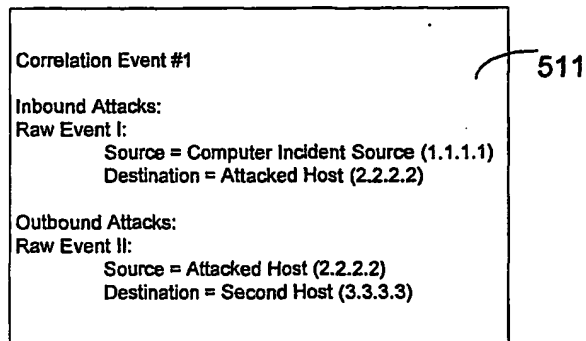 Correlation Event #1
511
Inbound Attacks:
Raw Event I:
Source = Computer Incident Source (1.1.1.1)
Destination = Attacked Host (2.2.2.2)
Outbound Attacks:
Raw Event II:
Source = Attacked Host (2.2.2.2)
Destination = Second Host (3.3.3.3)